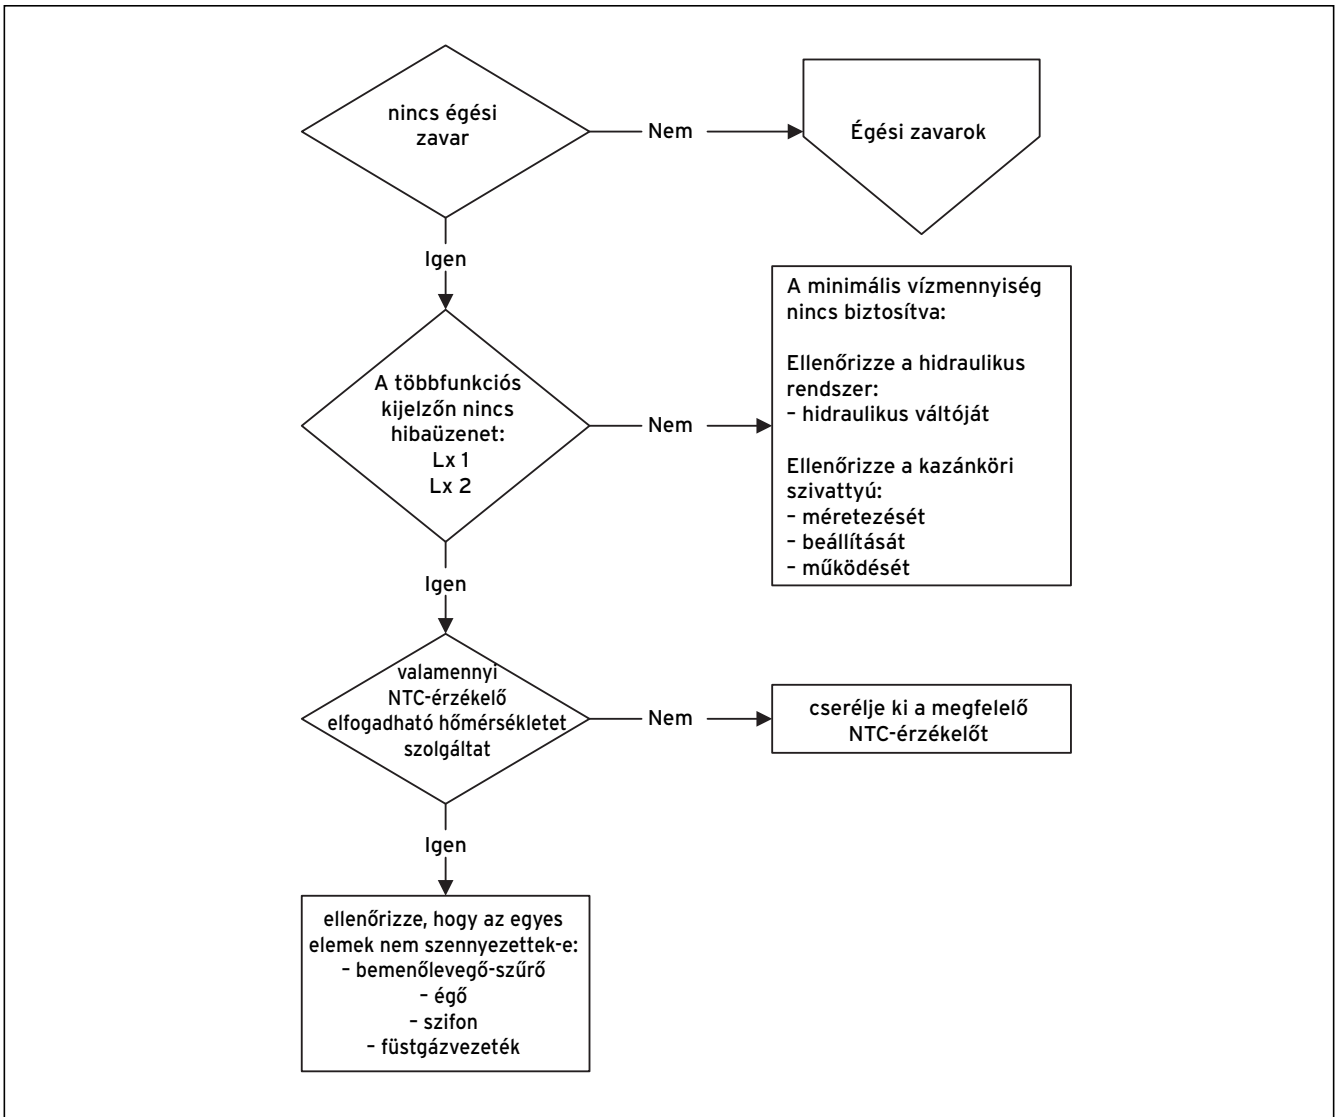 nincs égési
zavar
Nem
Égési zavarok
Igen
A többfunkciós
kijelzőn nincs
hibaüzenet:
Lx 1
Lx 2
Nem
A minimális vízmennyiség
nincs biztosítva:
Ellenőrizze a hidraulikus
rendszer:
– hidraulikus váltóját
Ellenőrizze a kazánköri
szivattyú:
– méretezését
– beállítását
– működését
Igen
valamennyi
NTC-érzékelő
elfogadható hőmérsékletet
szolgáltat
Nem
cserélje ki a megfelelő
NTC-érzékelőt
Igen
ellenőrizze, hogy az egyes
elemek nem szennyezettek-e:
– bemenőlevegő-szűrő
– égő
– szifon
– füstgázvezeték